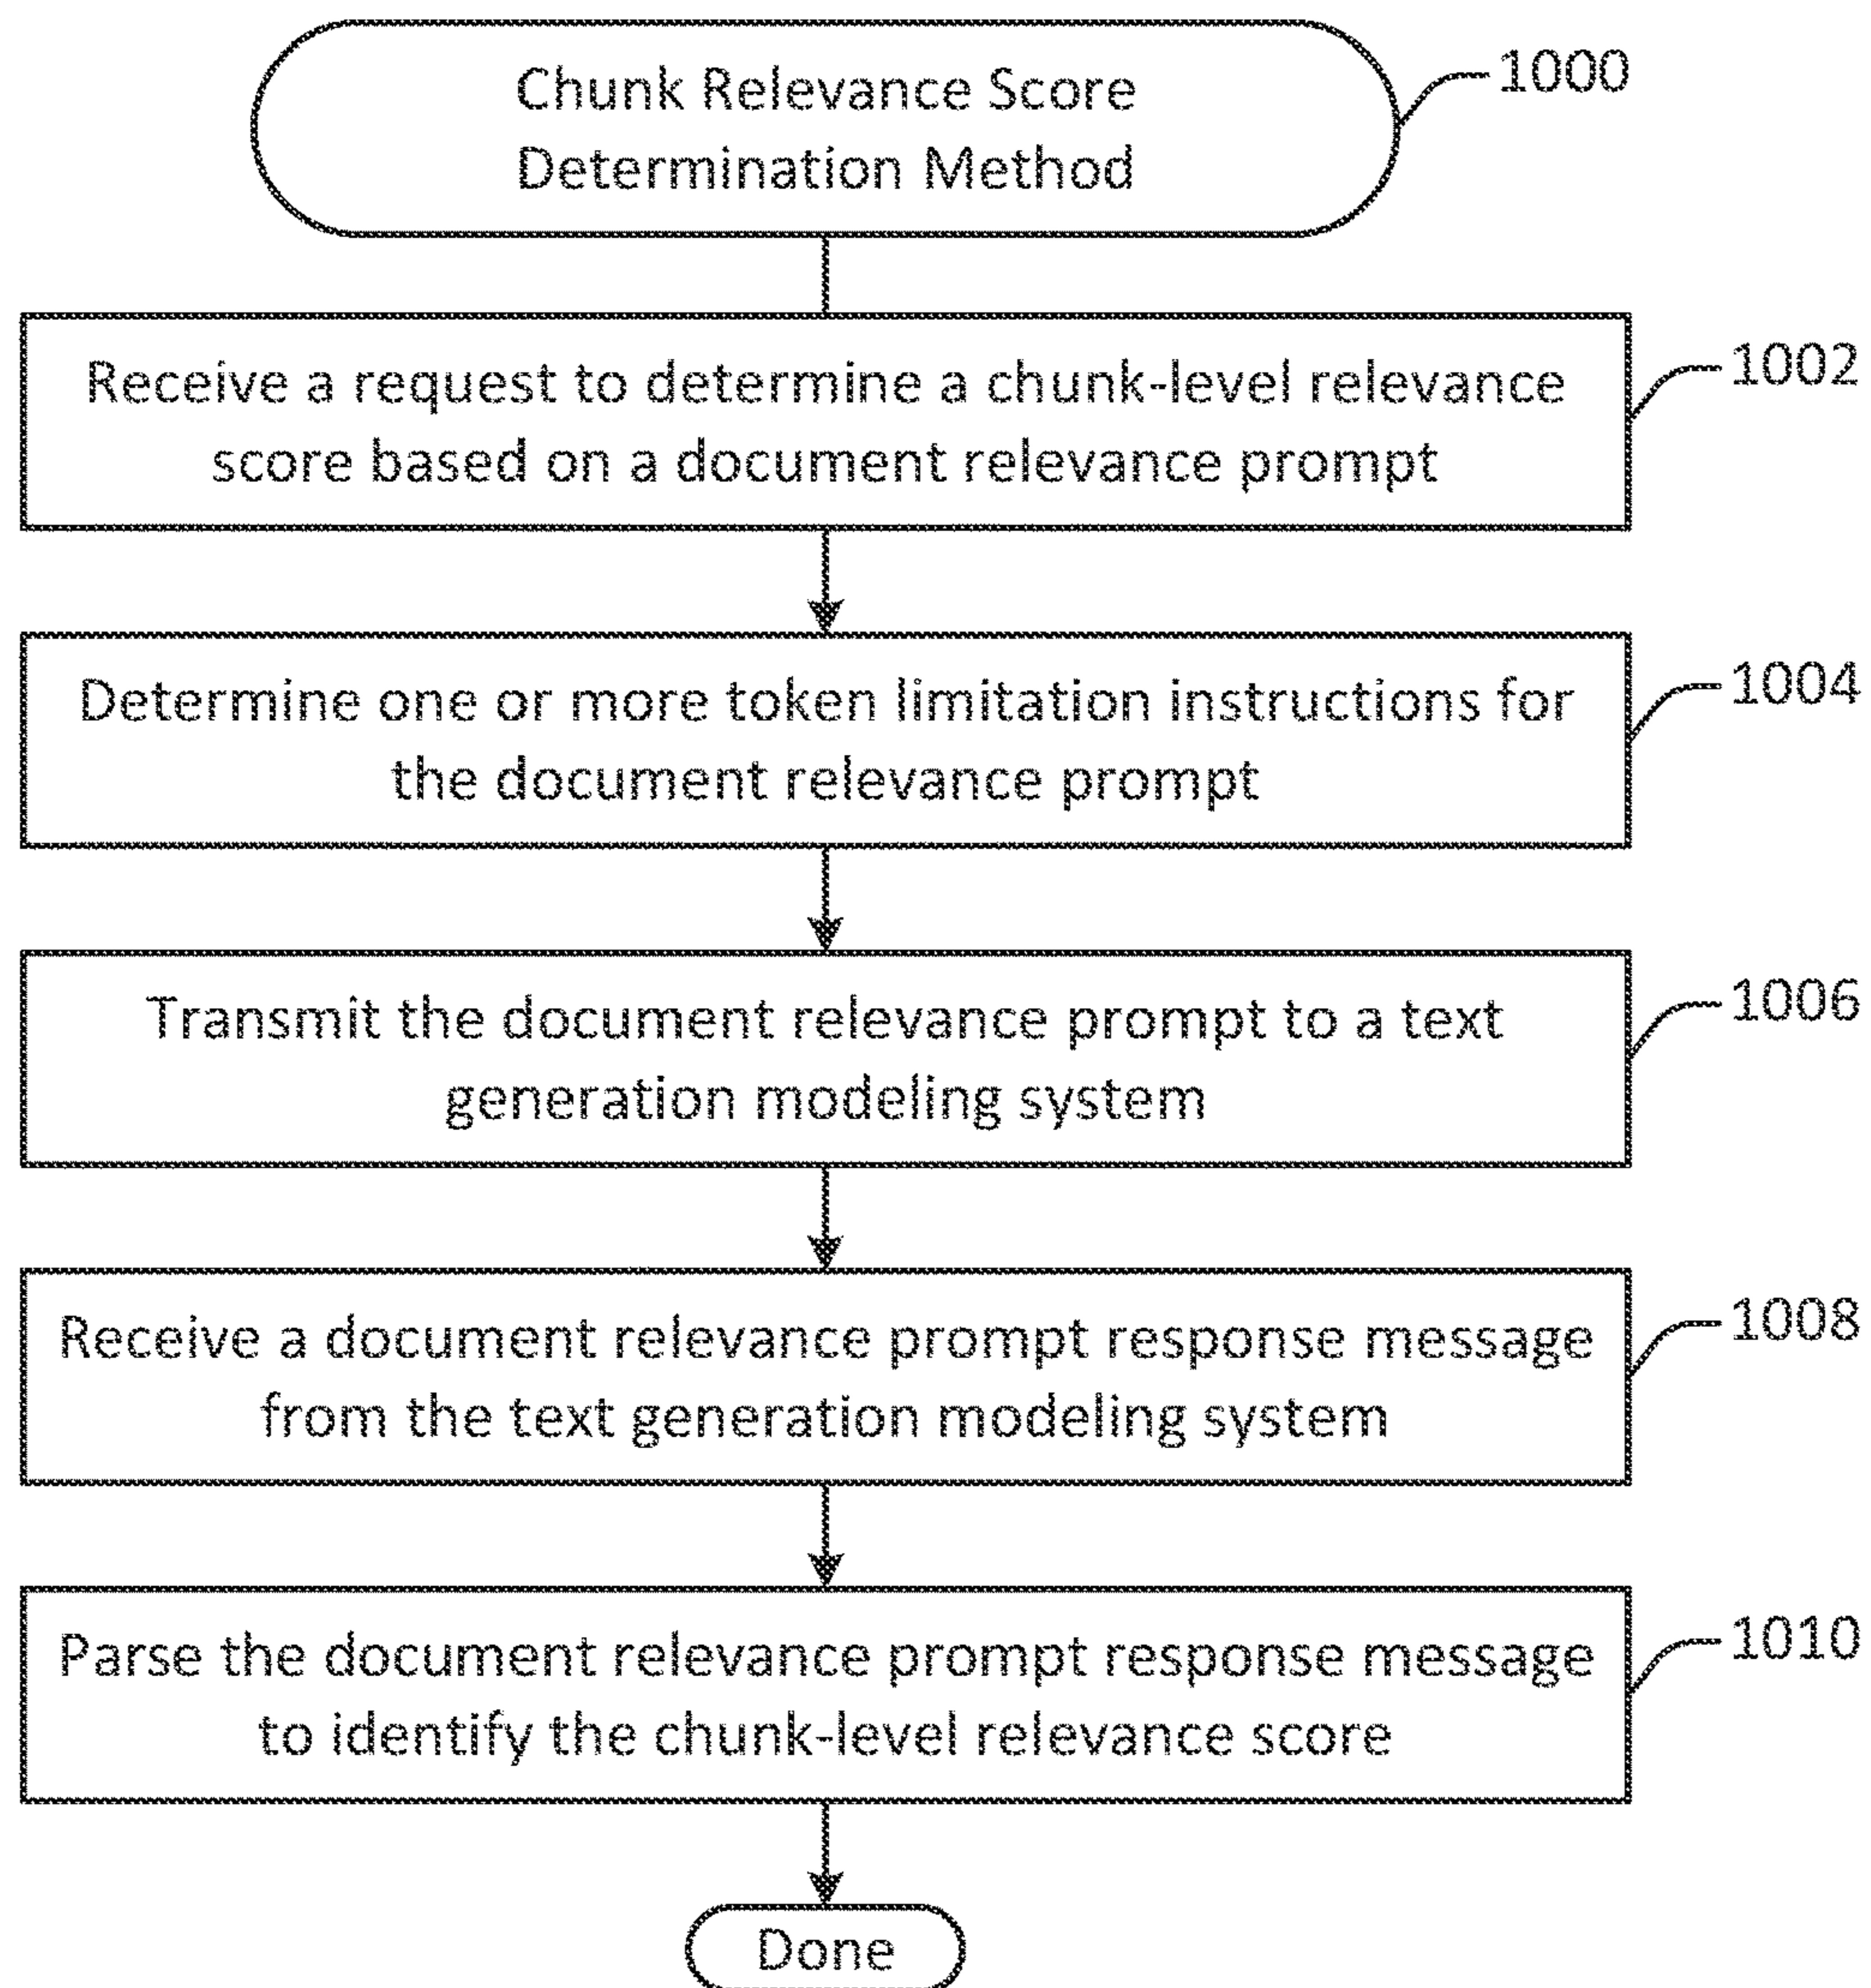 Chunk Relevance Score
Determination Method
1000
Receive a request to determine a chunk-level relevance
score based on a document relevance prompt
1002
Determine one or more token limitation instructions for
the document relevance prompt
1004
Transmit the document relevance prompt to a text
generation modeling system
1006
Receive a document relevance prompt response message
from the text generation modeling system
1008
Parse the document relevance prompt response message
to identify the chunk-level relevance score
1010
Done